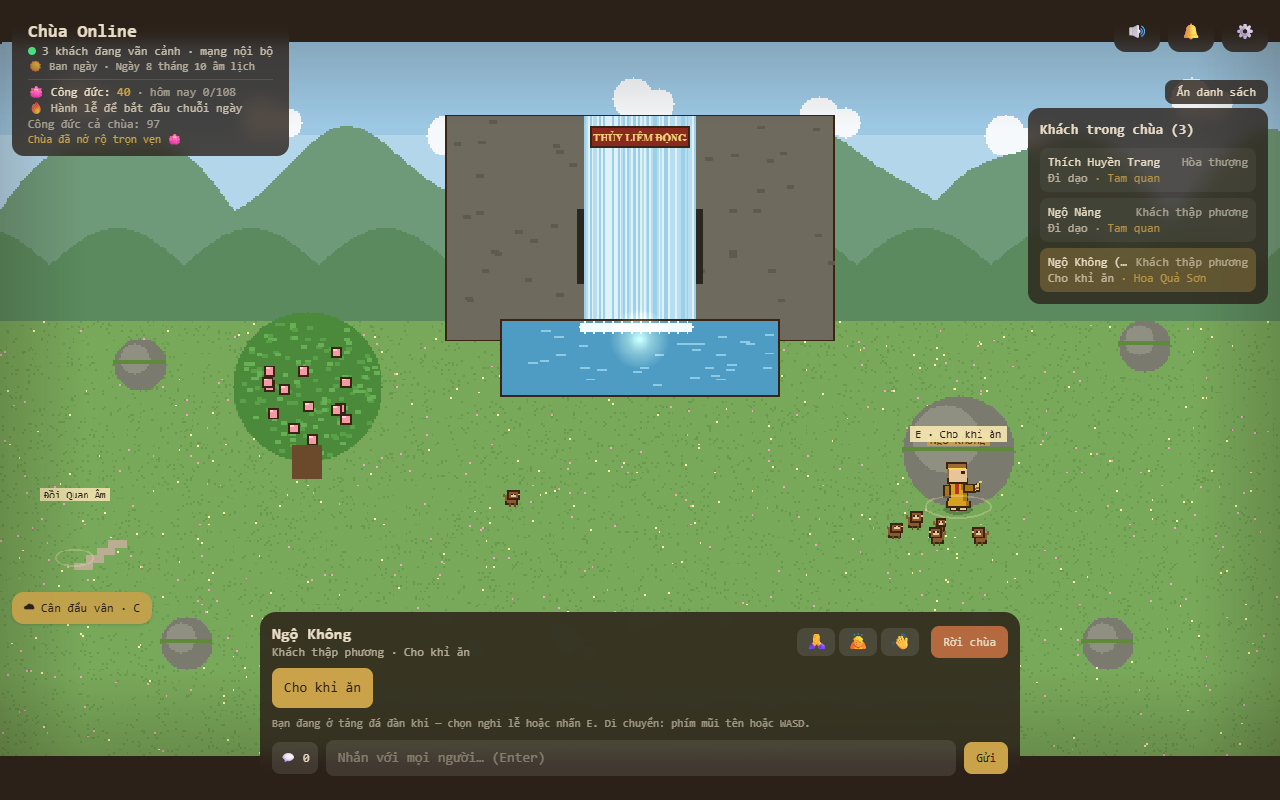 Chùa Online
3 khách đang vãn cảnh · mạng nội bộ
Ban ngày · Ngày 8 tháng 10 âm lịch
Công đức: 40 · hôm nay 0/108
Hành lễ để bắt đầu chuỗi ngày
Công đức cả chùa: 97
Chùa đã nở rộ trọn vẹn
Ẩn danh sách
Khách trong chùa (3)
Thích Huyền Trang Hòa thượng
Đi dạo · Tam quan
Ngộ Năng Khách thập phương
Đi dạo · Tam quan
Ngộ Không (… Khách thập phương
Cho khỉ ăn · Hoa Quả Sơn
THỦY LIÊM ĐỘNG
E · Cho khỉ ăn
Đồi Quan Âm
Cân đẩu vân · C
Ngộ Không
Khách thập phương · Cho khỉ ăn
Rời chùa
Cho khỉ ăn
Bạn đang ở tảng đá đàn khỉ — chọn nghi lễ hoặc nhấn E. Di chuyển: phím mũi tên hoặc WASD.
0
Nhắn với mọi người… (Enter)
Gửi